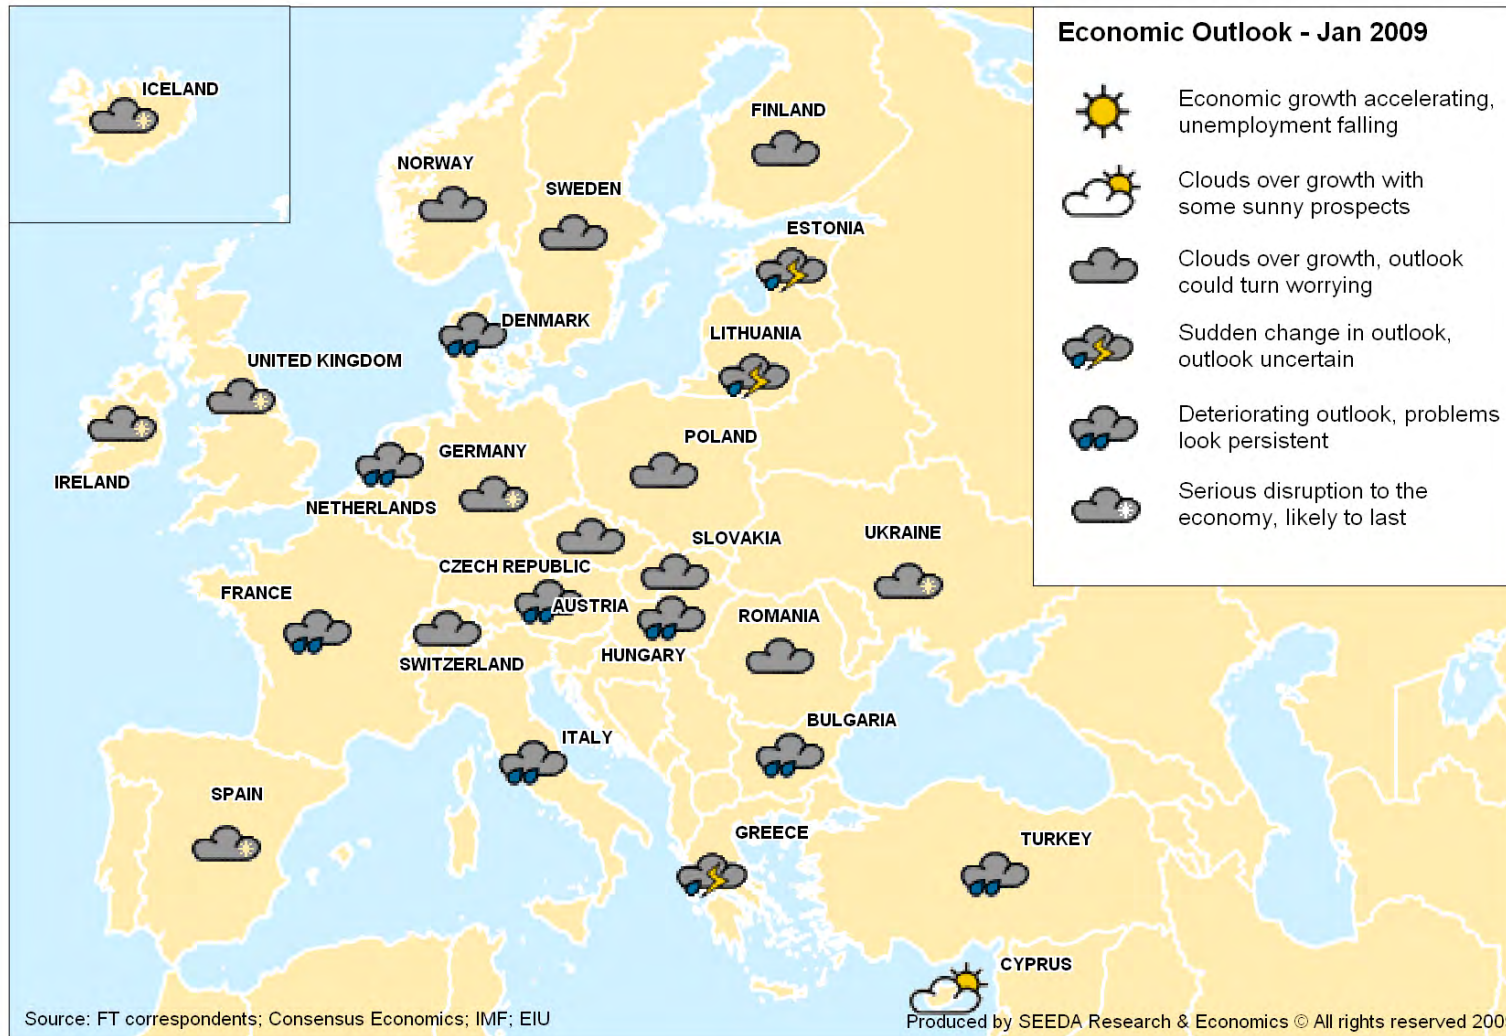 Economic Outlook - Jan 2009
Economic growth accelerating,
unemployment falling
Clouds over growth with
some sunny prospects
Clouds over growth, outlook
could turn worrying
Sudden change in outlook,
outlook uncertain
Deteriorating outlook, problems
look persistent
Serious disruption to the
economy, likely to last
ICELAND
FINLAND
NORWAY
SWEDEN
ESTONIA
DENMARK
LITHUANIA
UNITED KINGDOM
POLAND
GERMANY
IRELAND
NETHERLANDS
UKRAINE
SLOVAKIA
CZECH REPUBLIC
FRANCE
AUSTRIA
ROMANIA
HUNGARY
SWITZERLAND
BULGARIA
ITALY
SPAIN
GREECE
TURKEY
CYPRUS
Source: FT correspondents; Consensus Economics; IMF; EIU
Produced by SEEDA Research & Economics © All rights reserved 200